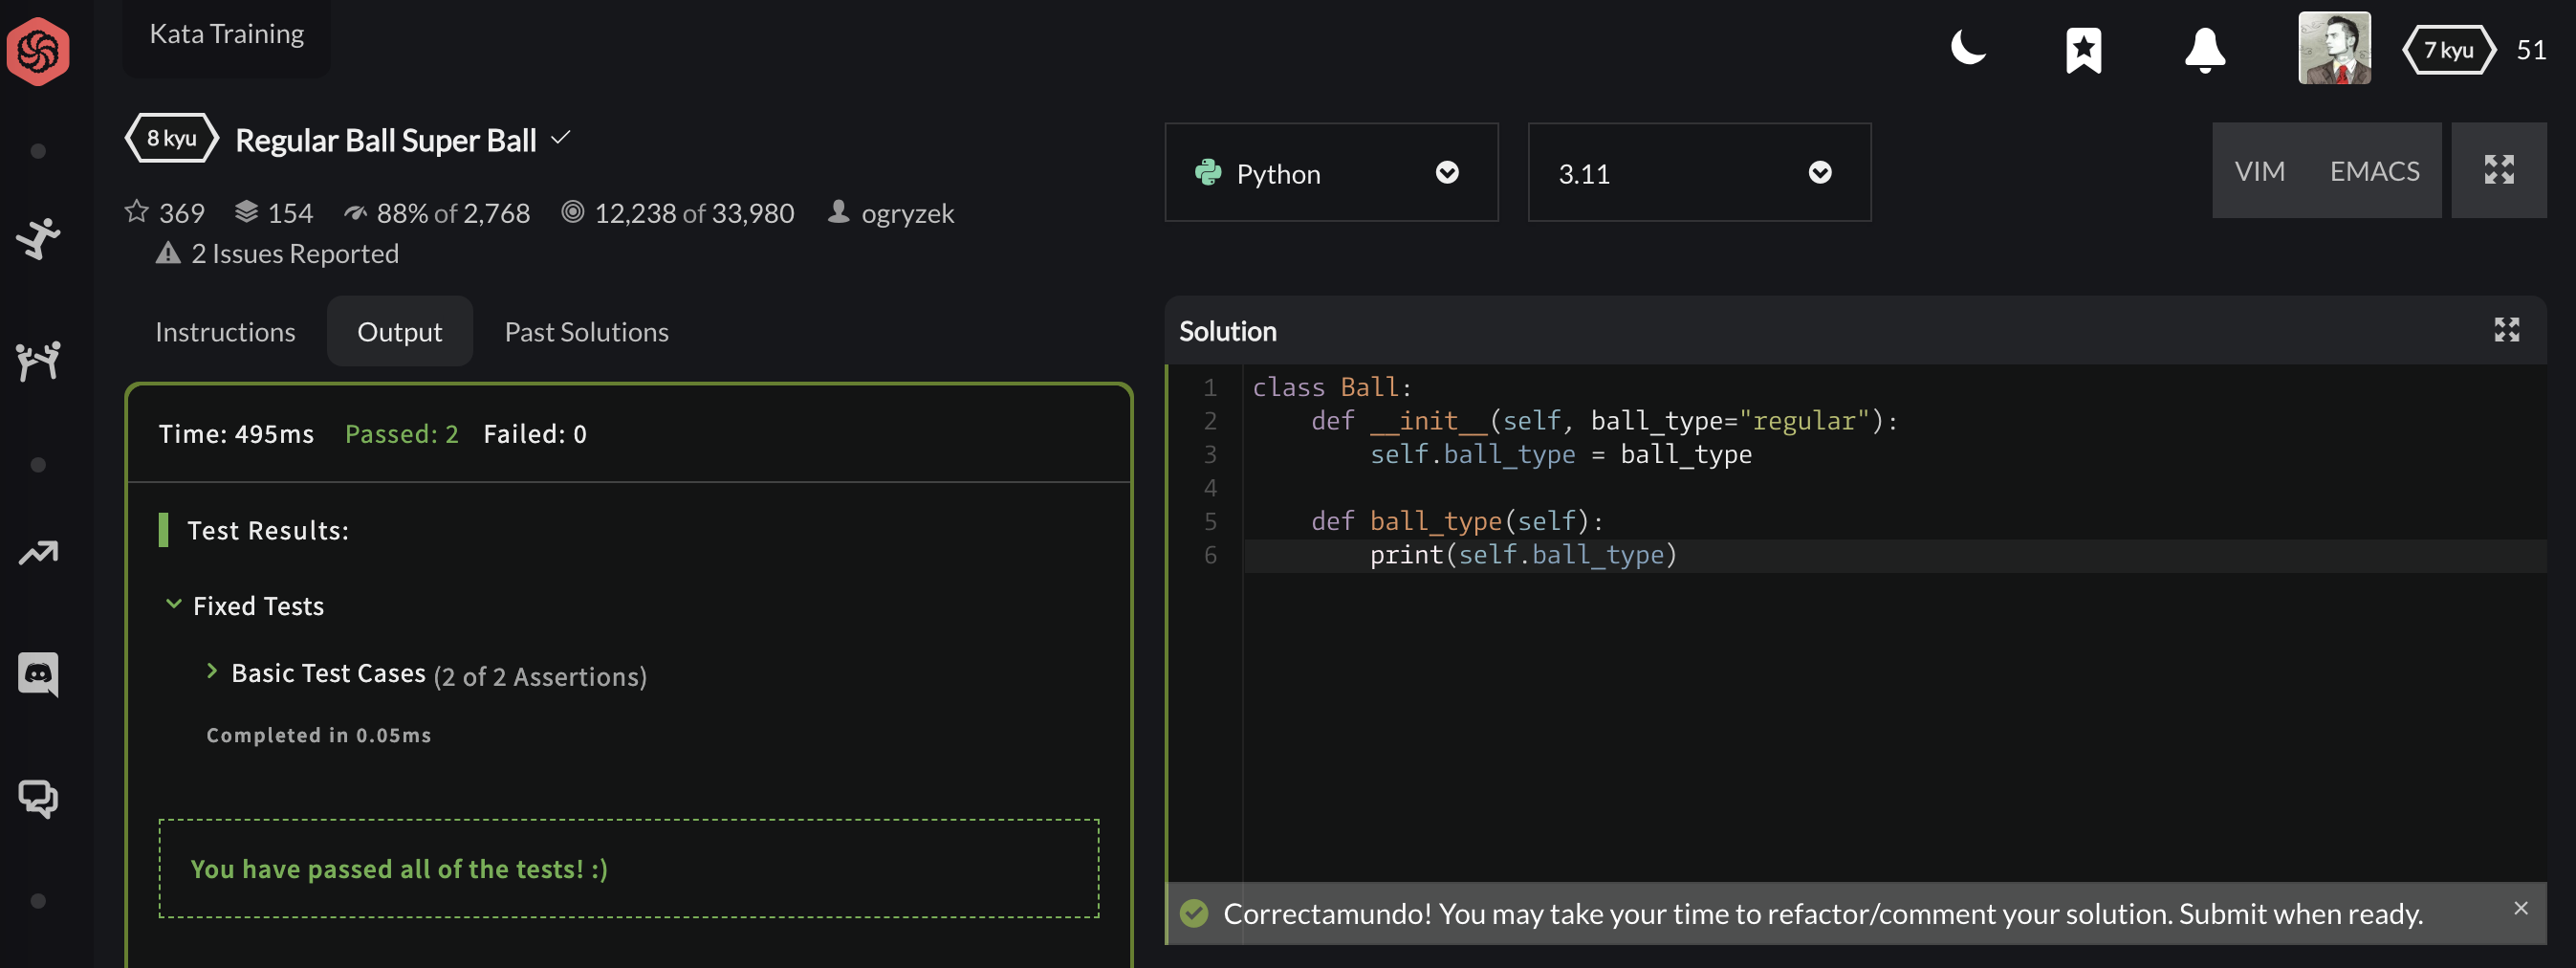 Kata Training
7 kyu 51
8 kyu Regular Ball Super Ball
369 154 88% of 2,768 12,238 of 33,980 ogryzek
2 Issues Reported
Python
3.11
VIM EMACS
Instructions Output Past Solutions
Time: 495ms Passed: 2 Failed: 0
Test Results:
Fixed Tests
Basic Test Cases (2 of 2 Assertions)
Completed in 0.05ms
You have passed all of the tests! :)
Solution
1 class Ball:
2 def __init__(self, ball_type="regular"):
3 self.ball_type = ball_type
4
5 def ball_type(self):
6 print(self.ball_type)
Correctamundo! You may take your time to refactor/comment your solution. Submit when ready.